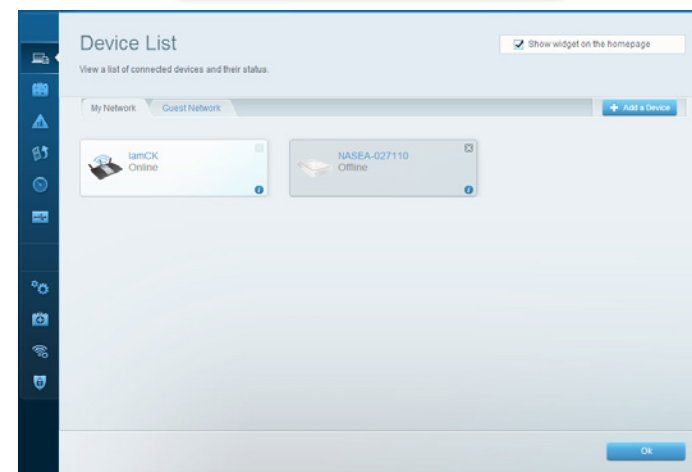 Device List
Show widget on the homepage
View a list of connected devices and their status.
My Network
Guest Network
Add a Device
IamCK
Online
NASEA-027110
Offline
Ok